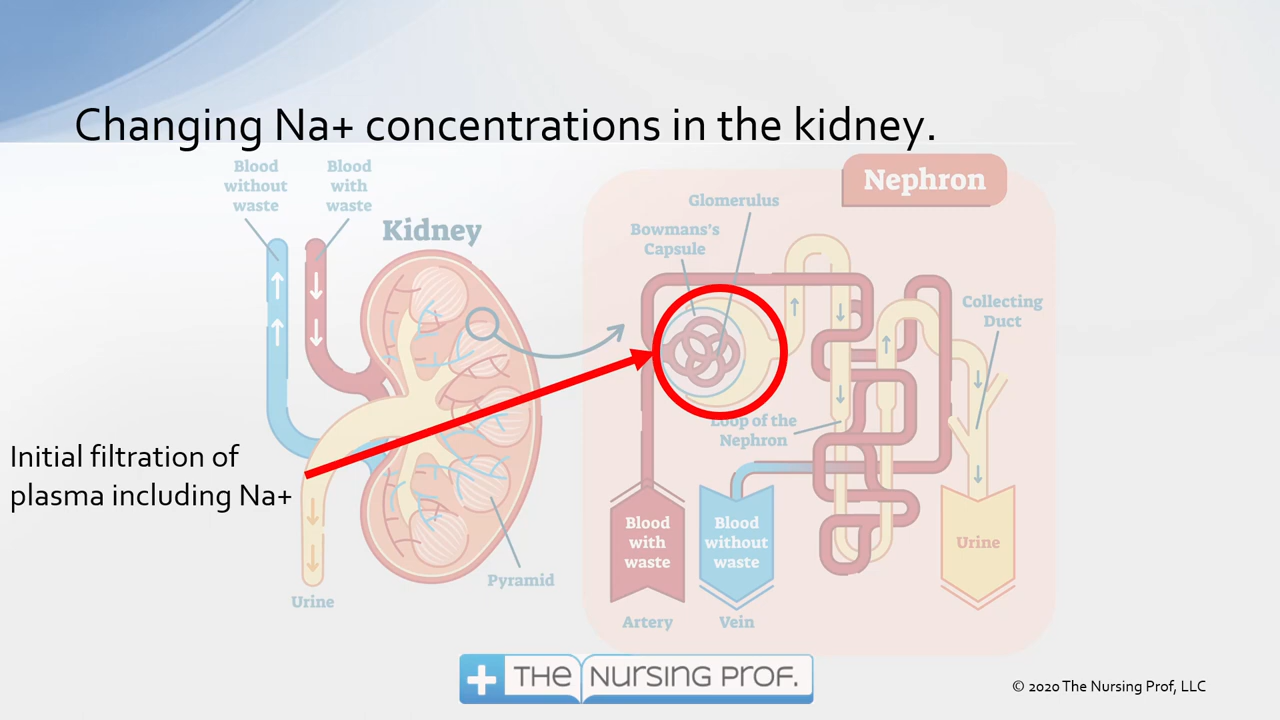 Changing Na+ concentrations in the kidney.
Blood
without
waste
Blood
with
waste
Kidney
Nephron
Glomerulus
Bowmans's
Capsule
Collecting
Duct
Loop of the
Nephron
Initial filtration of
plasma including Na+
Blood
with
waste
Blood
without
waste
Urine
Pyramid
Urine
Artery
Vein
THE NURSING PROF.
© 2020 The Nursing Prof, LLC